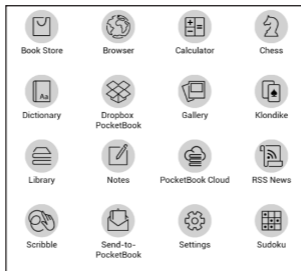 Book Store
Browser
Calculator
Chess
Aa
Dictionary
Dropbox
PocketBook
Gallery
Klondike
Library
Notes
PocketBook Cloud
RSS News
Scribble
Send-to-
PocketBook
Settings
Sudoku